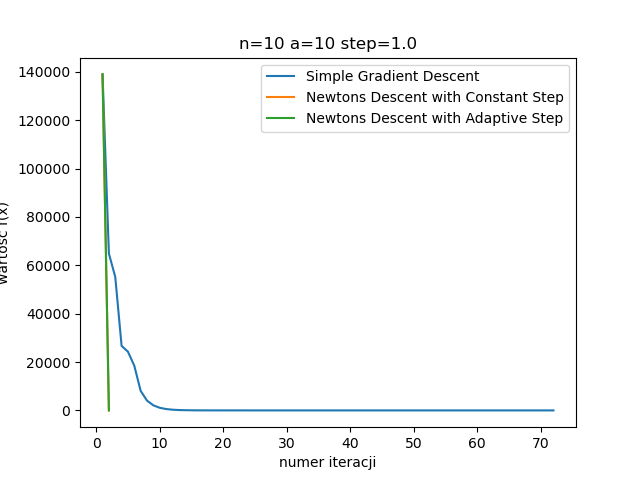 n=10 a=10 step=1.0
Simple Gradient Descent
Newtons Descent with Constant Step
Newtons Descent with Adaptive Step
140000
120000
100000
80000
60000
40000
20000
0
wartosc f(x)
0 10 20 30 40 50 60 70
numer iteracji